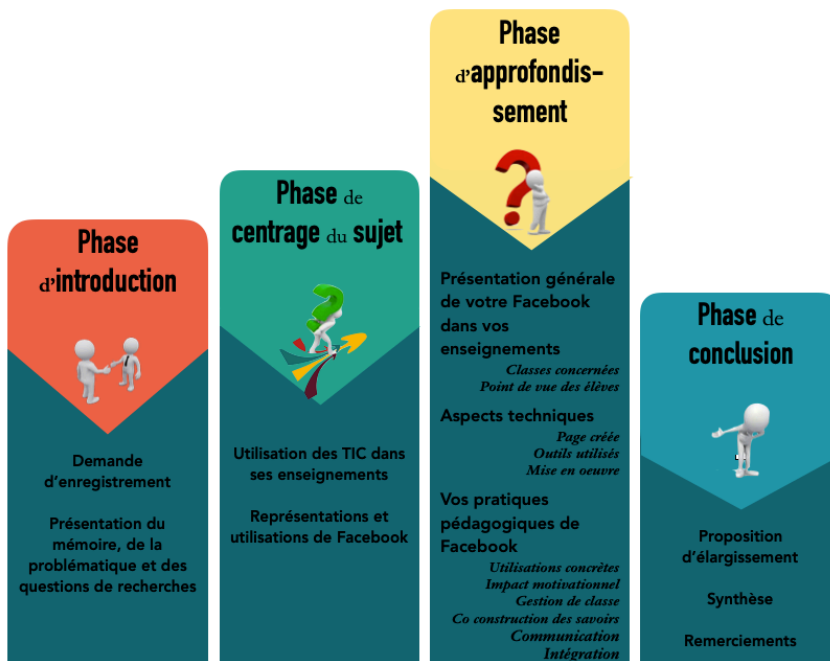 Phase
d'introduction
Demande
d'enregistrement
Présentation du
mémoire, de la
problématique et des
questions de recherches
Phase de
centrage du sujet
Utilisation des TIC dans
ses enseignements
Représentations et
utilisations de Facebook
Phase
d'approfondis-
sement
Présentation générale
de votre Facebook
dans vos
enseignements
Classes concernées
Point de vue des élèves
Aspects techniques
Page créée
Outils utilisés
Mise en oeuvre
Vos pratiques
pédagogiques de
Facebook
Utilisations concrètes
Impact motivationnel
Gestion de classe
Co construction des savoirs
Communication
Intégration
Phase de
conclusion
Proposition
d'élargissement
Synthèse
Remerciements